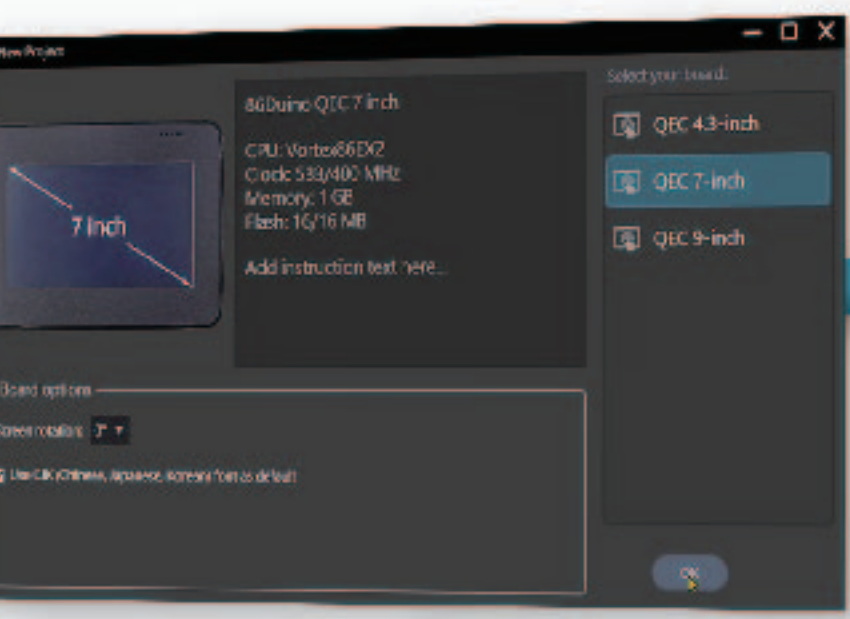 New Project
Select your board:
7 inch
86Duino QEC 7 inch
CPU: Vortex86EX2
Clock: 533/400 MHz
Memory: 1 GB
Flash: 16/16 MB
Add instruction text here...
QEC 4.3-inch
QEC 7-inch
QEC 9-inch
Board options
Screen rotation:
Use CJK (Chinese, Japanese, Korean) font as default
OK